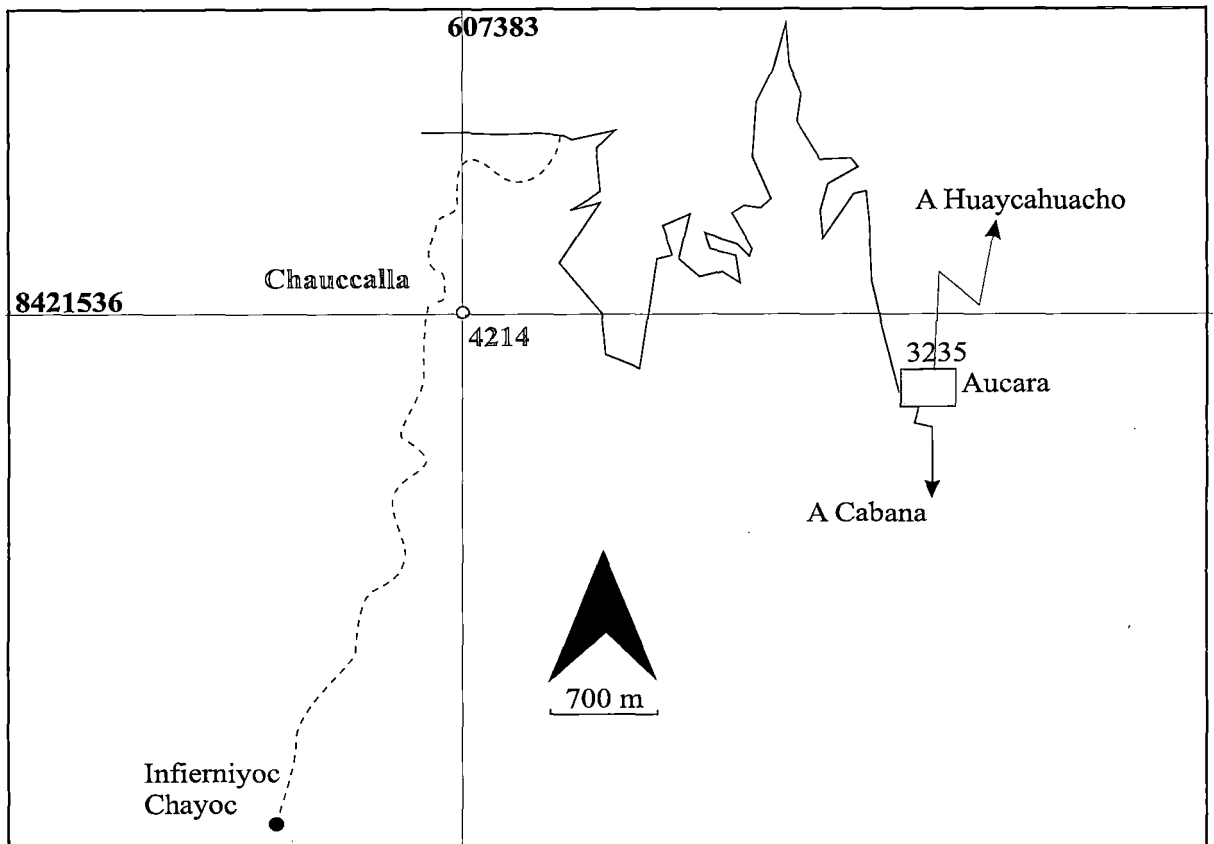 607383
A Huaycahuacho
Chauccalla
8421536
4214
3235
Aucara
A Cabana
700 m
Infierniyoc
Chayoc